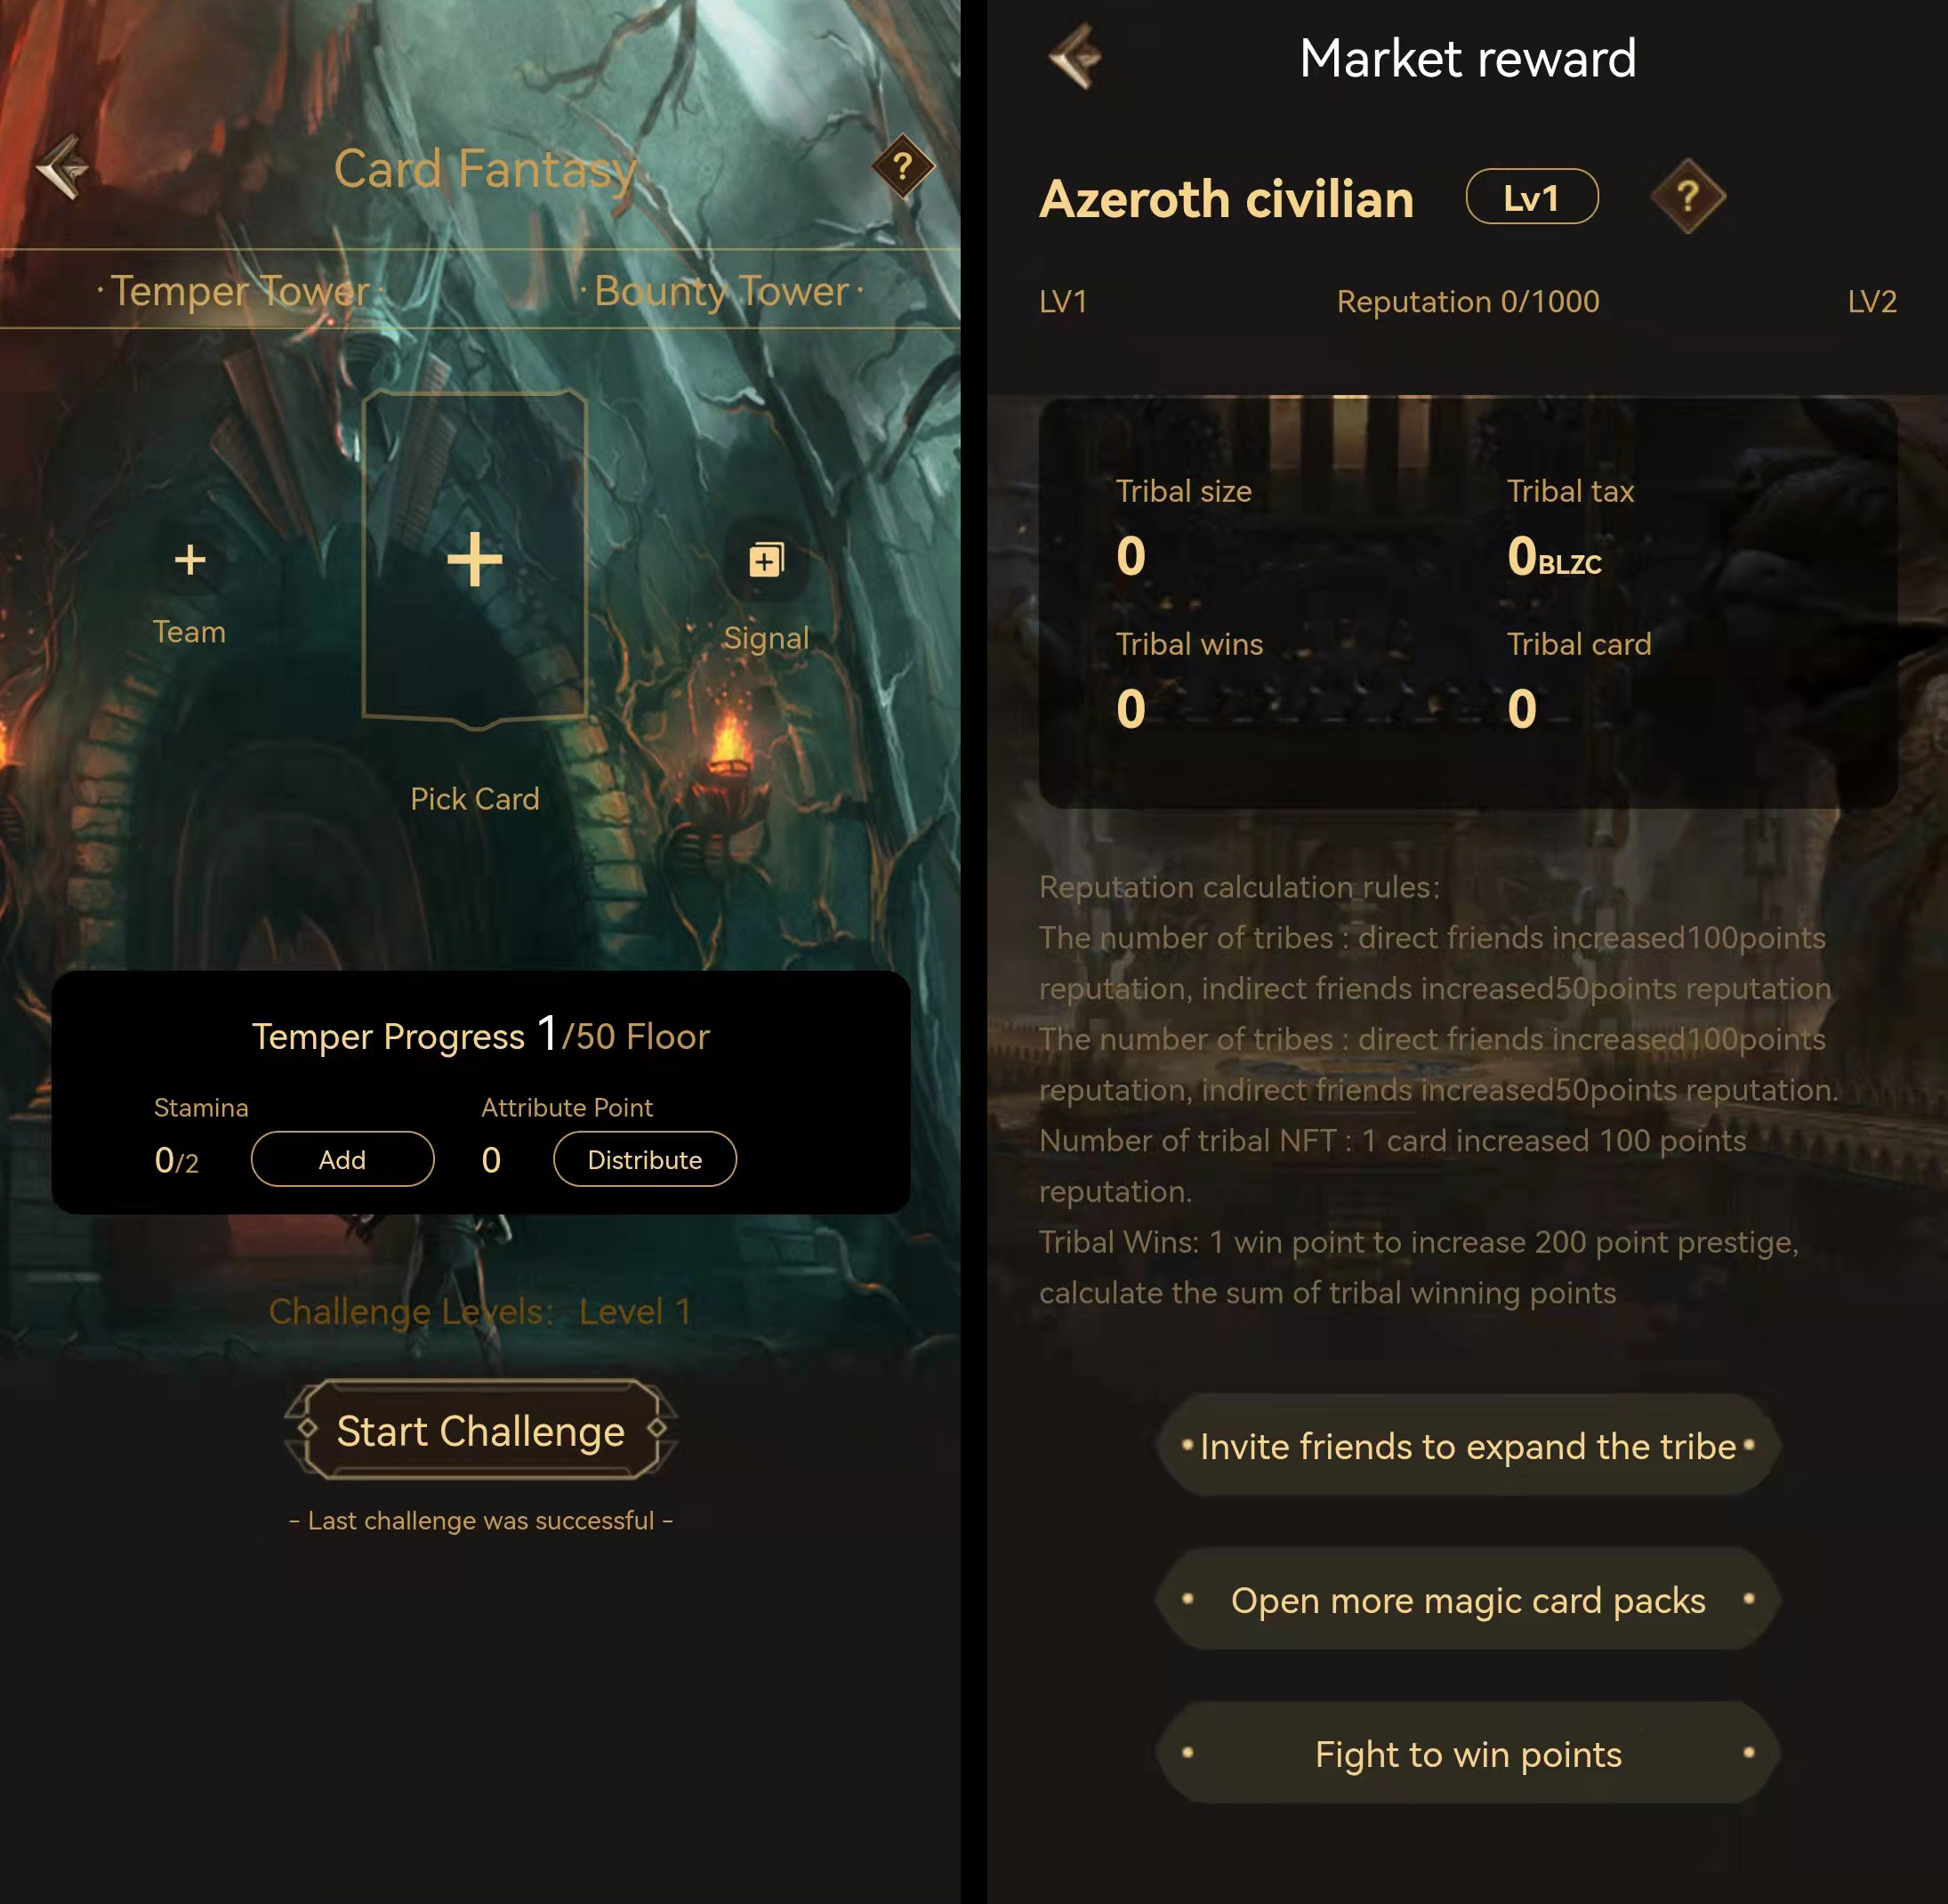 Card Fantasy
?
·Temper Tower·
·Bounty Tower·
Team
Signal
Pick Card
Temper Progress 1/50 Floor
Stamina
Attribute Point
0/2
Add
0
Distribute
Challenge Levels: Level 1
Start Challenge
- Last challenge was successful -
Market reward
Azeroth civilian
Lv1
?
LV1
Reputation 0/1000
LV2
Tribal size
Tribal tax
0
0BLZC
Tribal wins
Tribal card
0
0
Reputation calculation rules:
The number of tribes : direct friends increased100points
reputation, indirect friends increased50points reputation
The number of tribes : direct friends increased100points
reputation, indirect friends increased50points reputation.
Number of tribal NFT : 1 card increased 100 points
reputation.
Tribal Wins: 1 win point to increase 200 point prestige,
calculate the sum of tribal winning points
Invite friends to expand the tribe
Open more magic card packs
Fight to win points